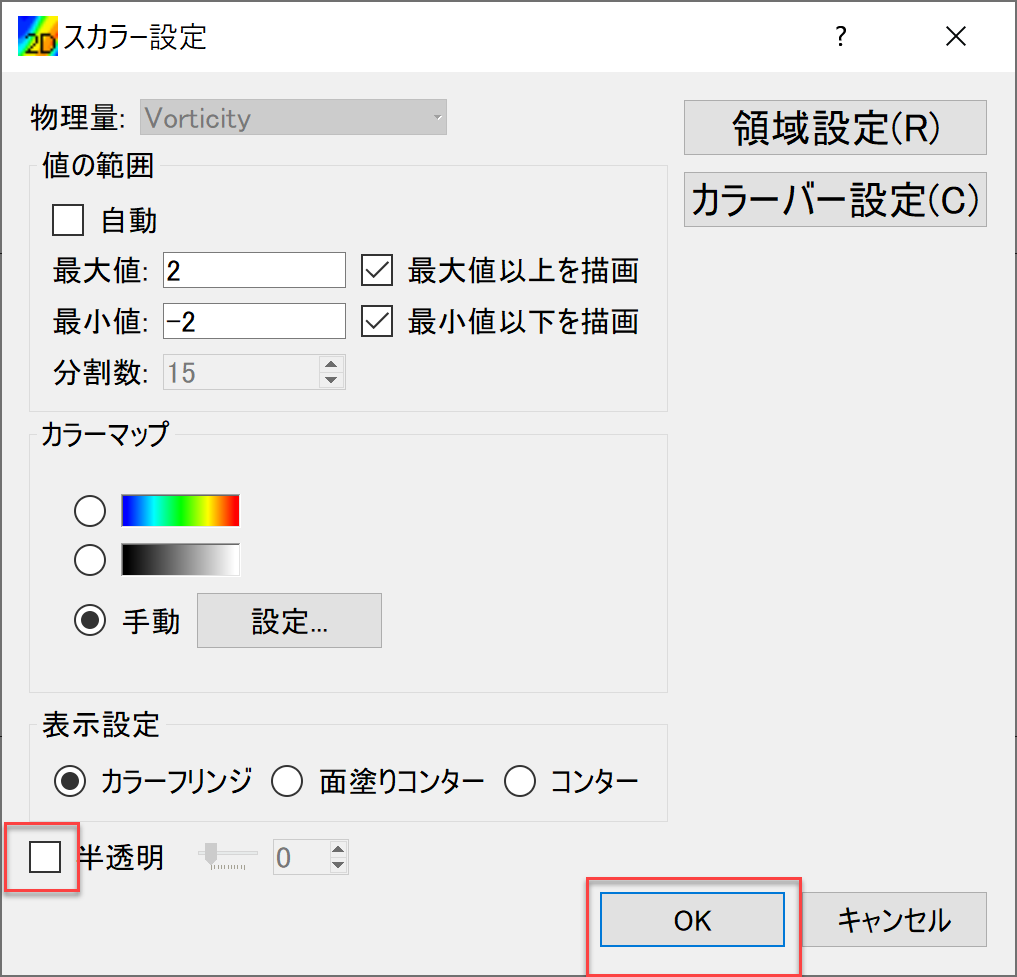 2D スカラー設定 ?
物理量: Vorticity
領域設定(R)
カラーバー設定(C)
値の範囲
自動
最大値: 2 最大値以上を描画
最小値: -2 最小値以下を描画
分割数: 15
カラーマップ
手動 設定...
表示設定
カラーフリンジ 面塗りコンター コンター
半透明 0
OK キャンセル